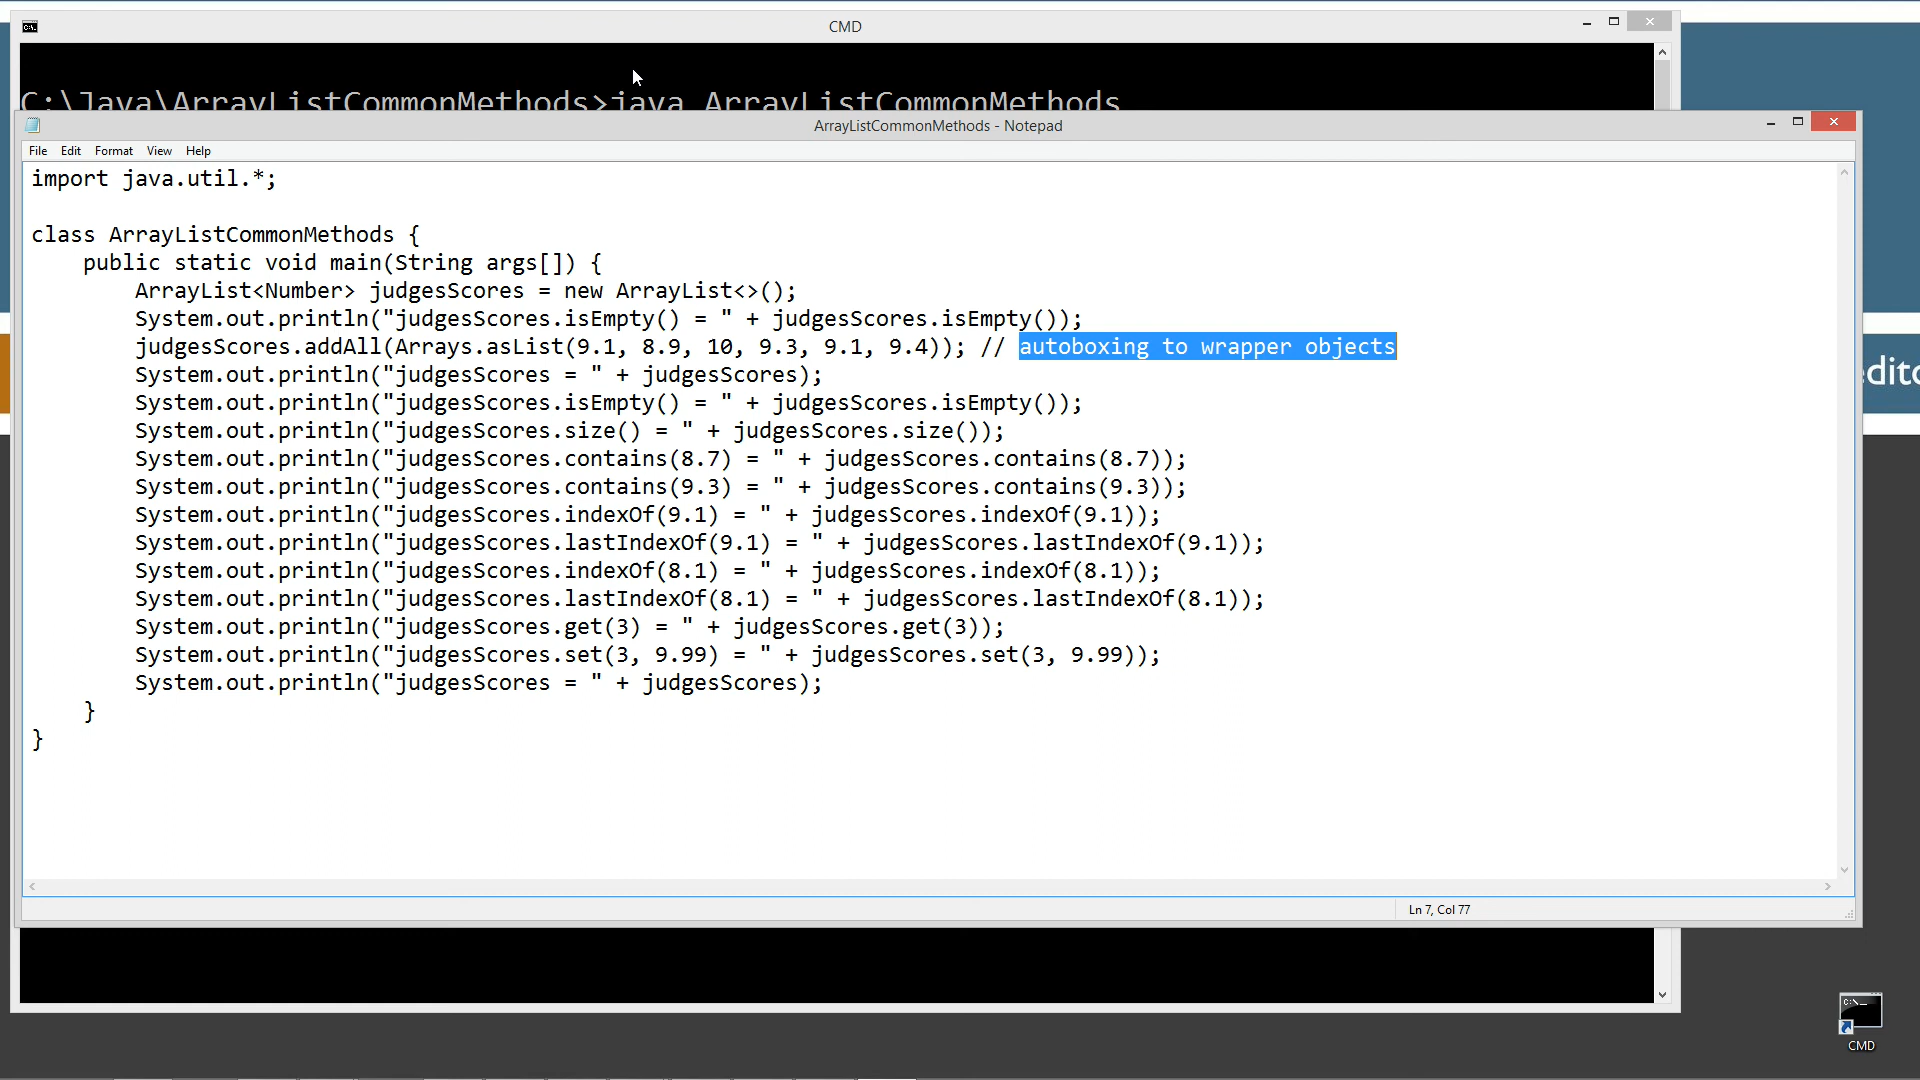 CMD
C:\Java\ArrayListCommonMethods>java ArrayListCommonMethods
ArrayListCommonMethods - Notepad
File Edit Format View Help
import java.util.*;
class ArrayListCommonMethods {
public static void main(String args[]) {
ArrayList<Number> judgesScores = new ArrayList<>();
System.out.println("judgesScores.isEmpty() = " + judgesScores.isEmpty());
judgesScores.addAll(Arrays.asList(9.1, 8.9, 10, 9.3, 9.1, 9.4)); // autoboxing to wrapper objects
System.out.println("judgesScores = " + judgesScores);
System.out.println("judgesScores.isEmpty() = " + judgesScores.isEmpty());
System.out.println("judgesScores.size() = " + judgesScores.size());
System.out.println("judgesScores.contains(8.7) = " + judgesScores.contains(8.7));
System.out.println("judgesScores.contains(9.3) = " + judgesScores.contains(9.3));
System.out.println("judgesScores.indexOf(9.1) = " + judgesScores.indexOf(9.1));
System.out.println("judgesScores.lastIndexOf(9.1) = " + judgesScores.lastIndexOf(9.1));
System.out.println("judgesScores.indexOf(8.1) = " + judgesScores.indexOf(8.1));
System.out.println("judgesScores.lastIndexOf(8.1) = " + judgesScores.lastIndexOf(8.1));
System.out.println("judgesScores.get(3) = " + judgesScores.get(3));
System.out.println("judgesScores.set(3, 9.99) = " + judgesScores.set(3, 9.99));
System.out.println("judgesScores = " + judgesScores);
}
}
Ln 7, Col 77
CMD